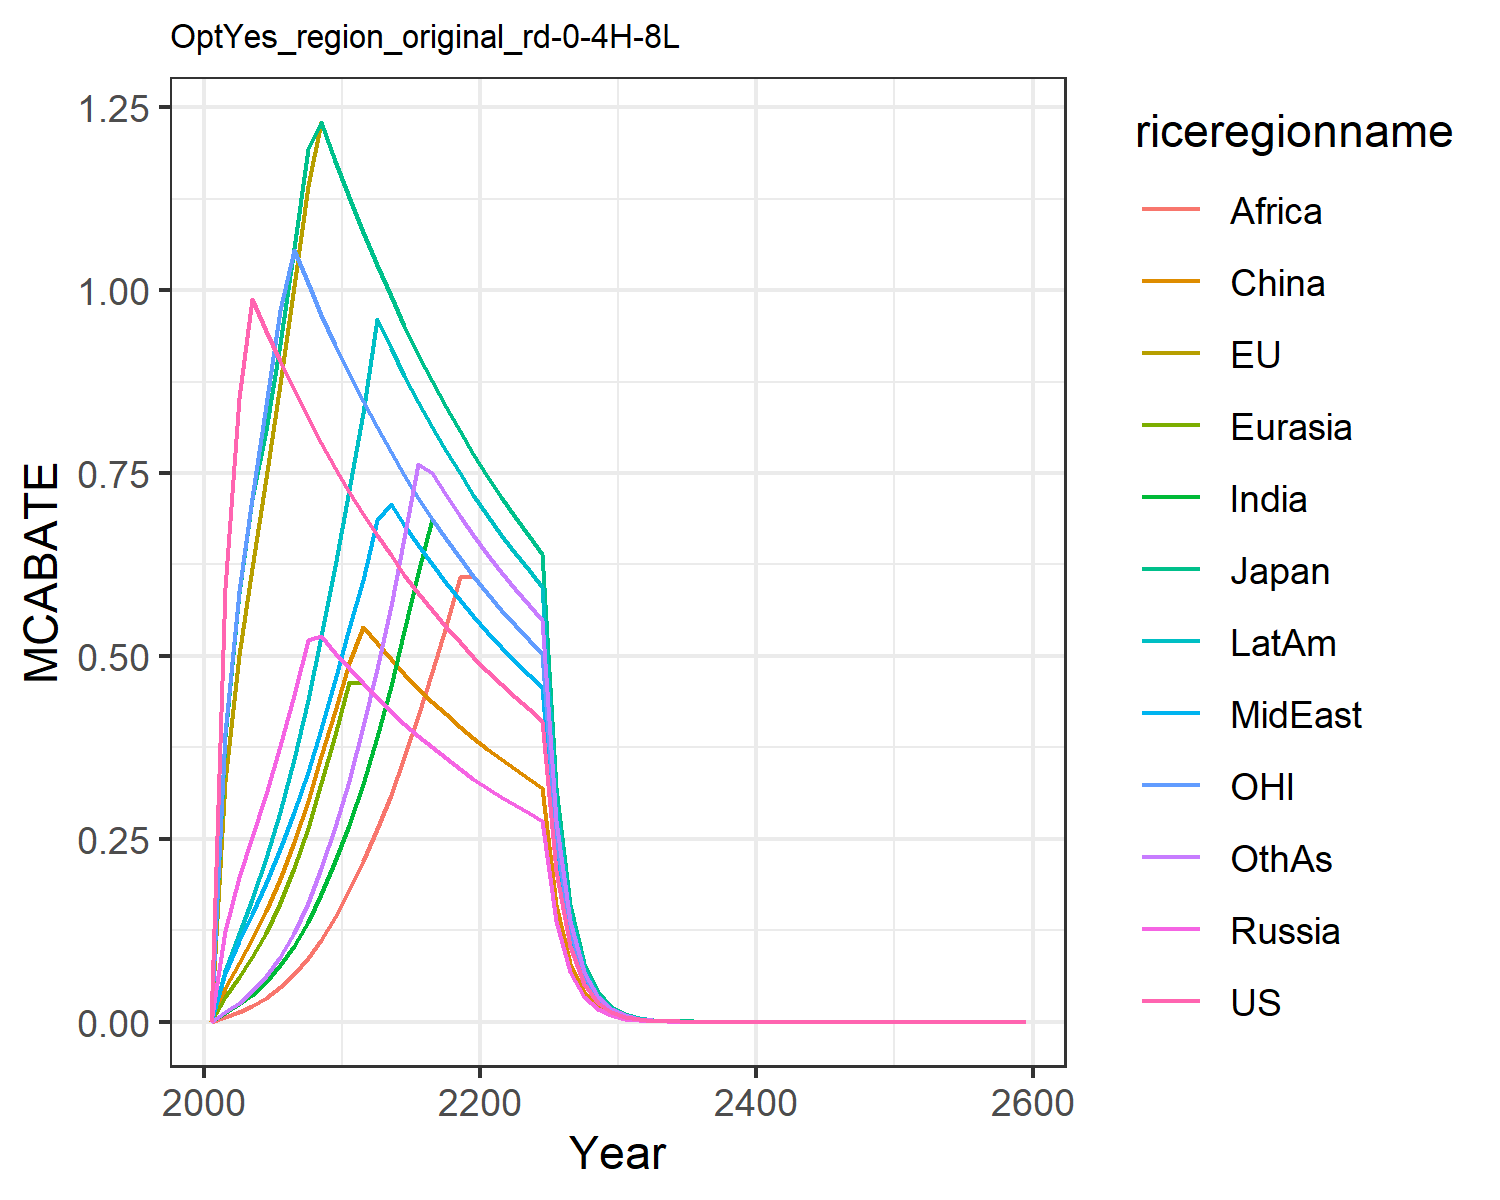 OptYes_region_original_rd-0-4H-8L
1.25
1.00
0.75
0.50
0.25
0.00
MCABATE
2000 2200 2400 2600
Year
riceregionname
Africa
China
EU
Eurasia
India
Japan
LatAm
MidEast
OHI
OthAs
Russia
US